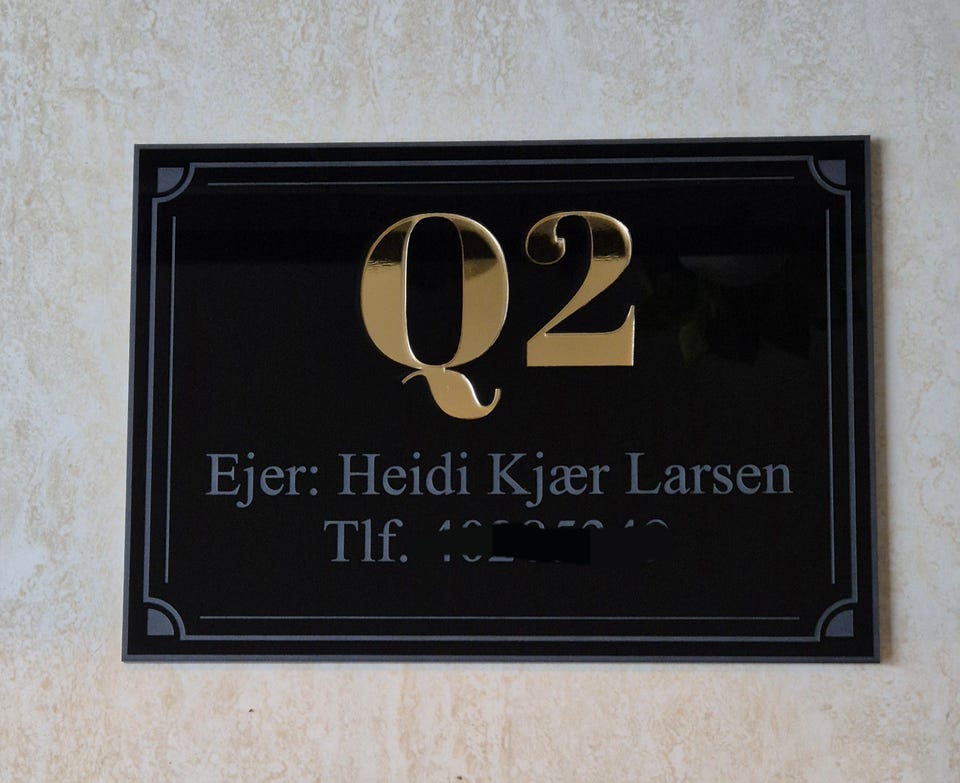 Q2
Ejer: Heidi Kjær Larsen
Tlf.